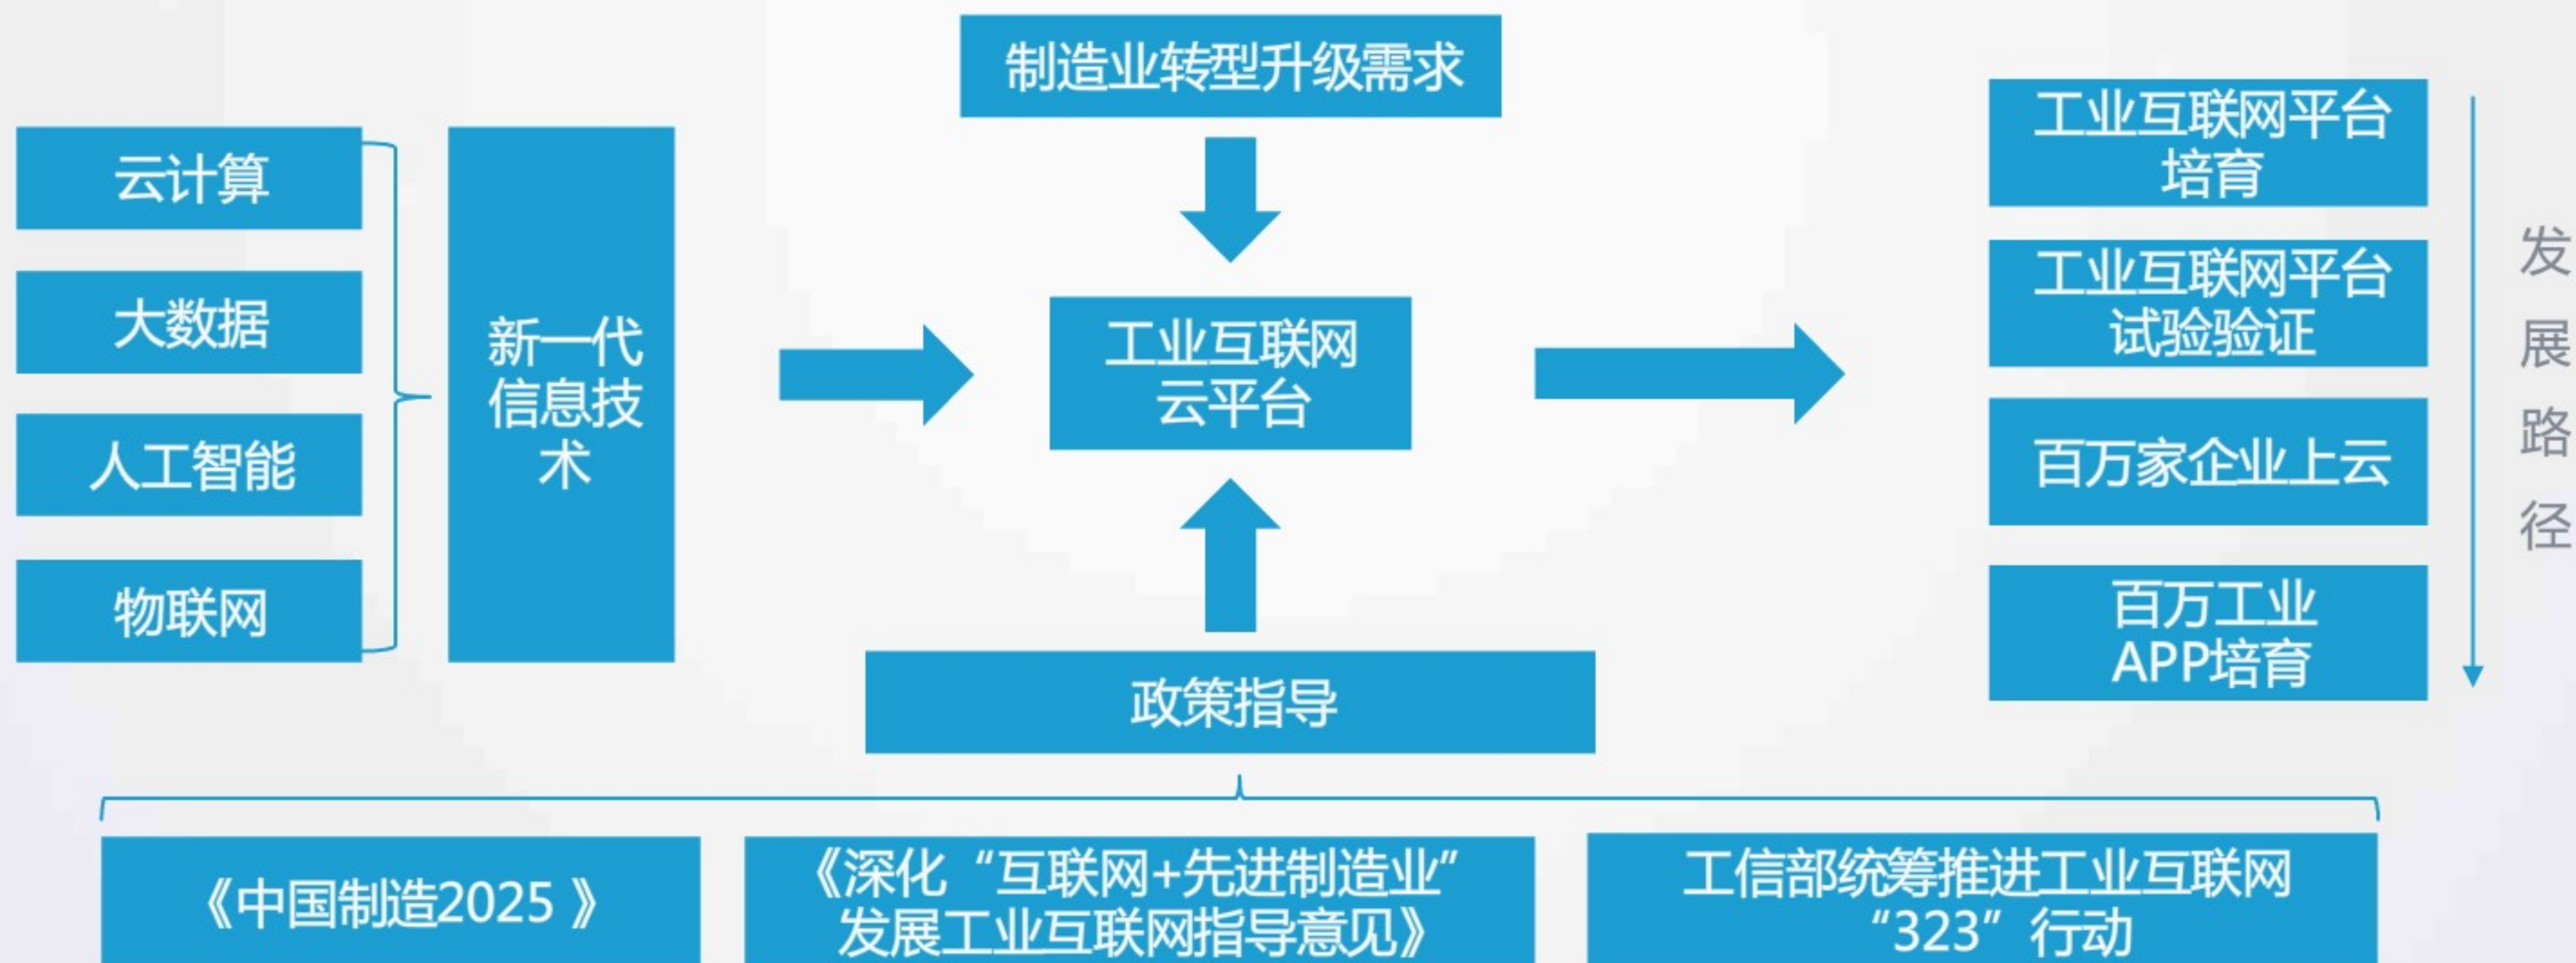 制造业转型升级需求
云计算
大数据
人工智能
物联网
新一代
信息技
术
工业互联网
云平台
工业互联网平台
培育
工业互联网平台
试验验证
百万家企业上云
百万工业
APP培育
发
展
路
径
政策指导
《中国制造2025 》
《深化“互联网+先进制造业”
发展工业互联网指导意见》
工信部统筹推进工业互联网
“323”行动